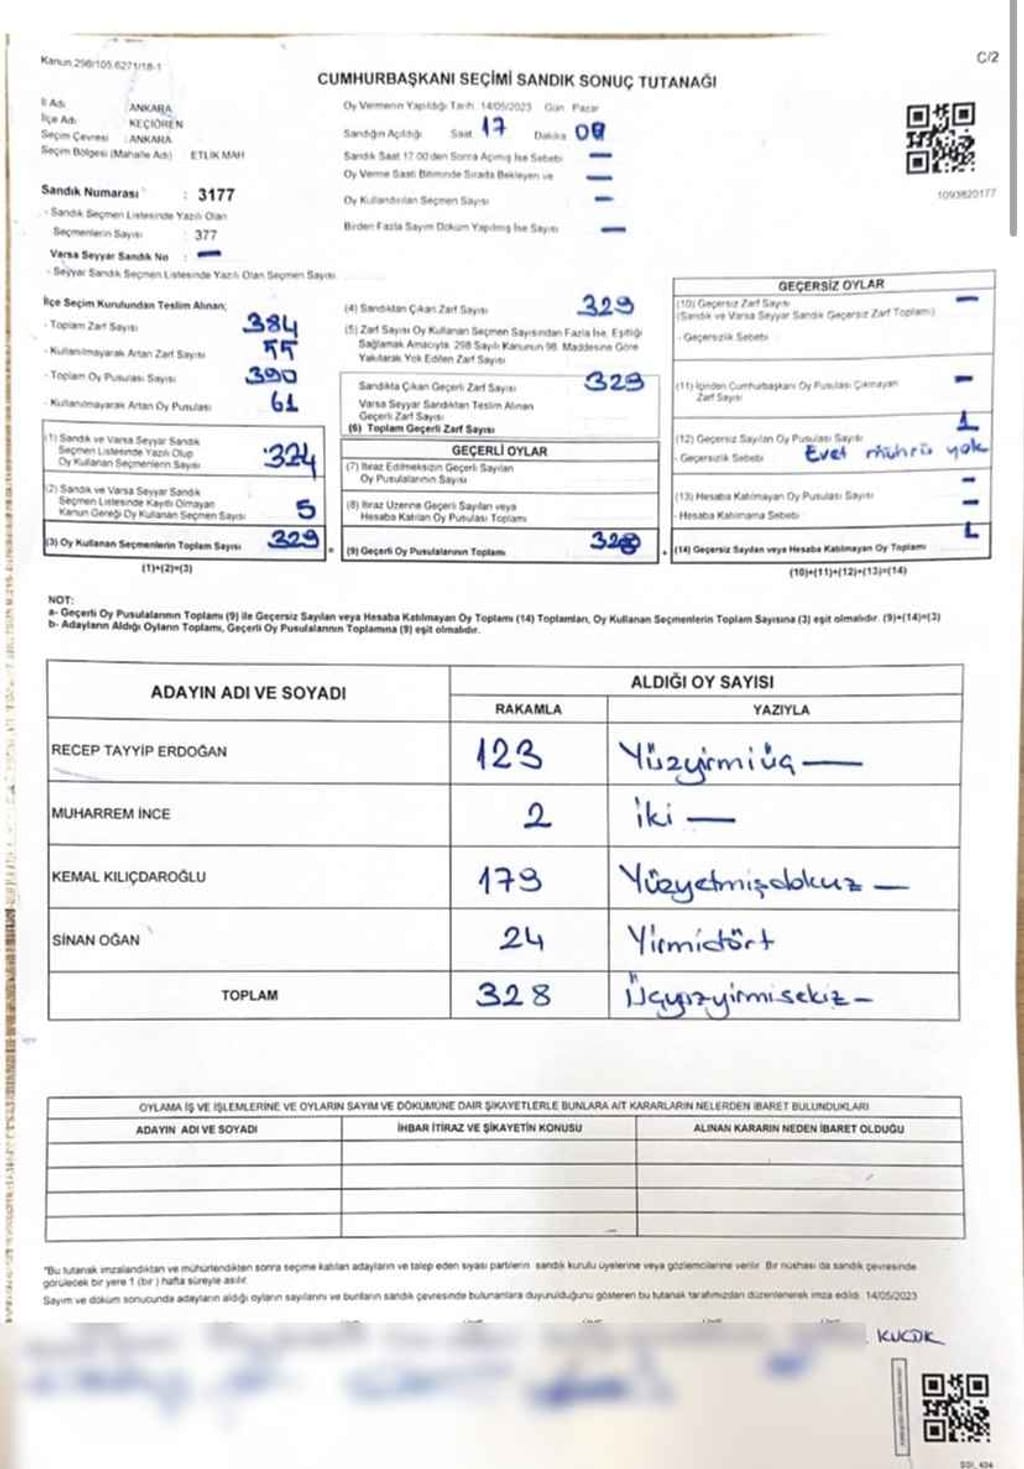 Kanun 298/105 6271/18-1
C/2
CUMHURBAŞKANI SEÇİMİ SANDIK SONUÇ TUTANAĞI
İl Adı ANKARA
İlçe Adı KEÇİÖREN
Seçim Çevresi : ANKARA
Seçim Bölgesi (Mahalle Adı) ETLİK MAH
Oy Vermenin Yapıldığı Tarih 14/05/2023 Gün Pazar
Sandığın Açıldığı Saat 17 Dakika
Sandık Saat 17.00'den Sonra Açmış İse Sebebi —
Oy Verme Saati Bitiminde Sırada Bekleyen ve —
Oy Kullandırılan Seçmen Sayısı —
Birden Fazla Sayım Döküm Yapılmış İse Sayısı —
1093820177
Sandık Numarası : 3177
- Sandık Seçmen Listesinde Yazılı Olan
Seçmenlerin Sayısı : 377
Varsa Seyyar Sandık No : —
- Seyyar Sandık Seçmen Listesinde Yazılı Olan Seçmen Sayısı
İlçe Seçim Kurulundan Teslim Alınan;
- Toplam Zarf Sayısı 384
- Kullanılmayarak Artan Zarf Sayısı 55
- Toplam Oy Pusulası Sayısı 390
- Kullanılmayarak Artan Oy Pusulası 61
(1) Sandık ve Varsa Seyyar Sandık
Seçmen Listesinde Yazılı Olup
Oy Kullanan Seçmenlerin Sayısı 324
(2) Sandık ve Varsa Seyyar Sandık
Seçmen Listesinde Kayıtlı Olmayan
Kanun Gereği Oy Kullanan Seçmen Sayısı 5
(3) Oy Kullanan Seçmenlerin Toplam Sayısı 329
(1)+(2)=(3)
(4) Sandıktan Çıkan Zarf Sayısı 329
(5) Zarf Sayısı Oy Kullanan Seçmen Sayısından Fazla İse, Eşitliği
Sağlamak Amacıyla 298 Sayılı Kanunun 98. Maddesine Göre
Yakılarak Yok Edilen Zarf Sayısı
Sandıkta Çıkan Geçerli Zarf Sayısı 329
Varsa Seyyar Sandıktan Teslim Alınan
Geçerli Zarf Sayısı
(6) Toplam Geçerli Zarf Sayısı
GEÇERLİ OYLAR
(7) İtiraz Edilmeksizin Geçerli Sayılan
Oy Pusulalarının Sayısı
(8) İtiraz Üzerine Geçerli Sayılan veya
Hesaba Katılan Oy Pusulası Toplamı
(9) Geçerli Oy Pusulalarının Toplamı 328
GEÇERSİZ OYLAR
(10) Geçersiz Zarf Sayısı —
(Sandık ve Varsa Seyyar Sandık Geçersiz Zarf Toplamı)
- Geçersizlik Sebebi
(11) İçinden Cumhurbaşkanı Oy Pusulası Çıkmayan —
Zarf Sayısı
(12) Geçersiz Sayılan Oy Pusulası Sayısı 1
- Geçersizlik Sebebi Evet mührü yok
(13) Hesaba Katılmayan Oy Pusulası Sayısı —
- Hesaba Katılmama Sebebi —
(14) Geçersiz Sayılan veya Hesaba Katılmayan Oy Toplamı 1
(10)+(11)+(12)+(13)=(14)
NOT:
a- Geçerli Oy Pusulalarının Toplamı (9) ile Geçersiz Sayılan veya Hesaba Katılmayan Oy Toplamı (14) Toplamları, Oy Kullanan Seçmenlerin Toplam Sayısına (3) eşit olmalıdır. (9)+(14)=(3)
b- Adayların Aldığı Oyların Toplamı, Geçerli Oy Pusulalarının Toplamına (9) eşit olmalıdır.
ADAYIN ADI VE SOYADI
ALDIĞI OY SAYISI
RAKAMLA YAZIYLA
RECEP TAYYİP ERDOĞAN 123 Yüzyirmiüç —
MUHARREM İNCE 2 iki —
KEMAL KILIÇDAROĞLU 179 Yüzyetmişdokuz —
SİNAN OĞAN 24 Yirmidört
TOPLAM 328 Üçyüzyirmisekiz —
OYLAMA İŞ VE İŞLEMLERİNE VE OYLARIN SAYIM VE DÖKÜMÜNE DAİR ŞİKAYETLERLE BUNLARA AİT KARARLARIN NELERDEN İBARET BULUNDUKLARI
ADAYIN ADI VE SOYADI İHBAR İTİRAZ VE ŞİKAYETİN KONUSU ALINAN KARARIN NEDEN İBARET OLDUĞU
*Bu tutanak imzalandıktan ve mühürlendikten sonra seçime katılan adayların ve talep eden siyasi partilerin sandık kurulu üyelerine veya gözlemcilerine verilir. Bir nüshası da sandık çevresinde
görülecek bir yere 1 (bir) hafta süreyle asılır.
Sayım ve döküm sonucunda adayların aldığı oyların sayılarını ve bunların sandık çevresinde bulunanlara duyurulduğunu gösteren bu tutanak tarafımızdan düzenlenerek imza edildi. 14/05/2023
KUCUK